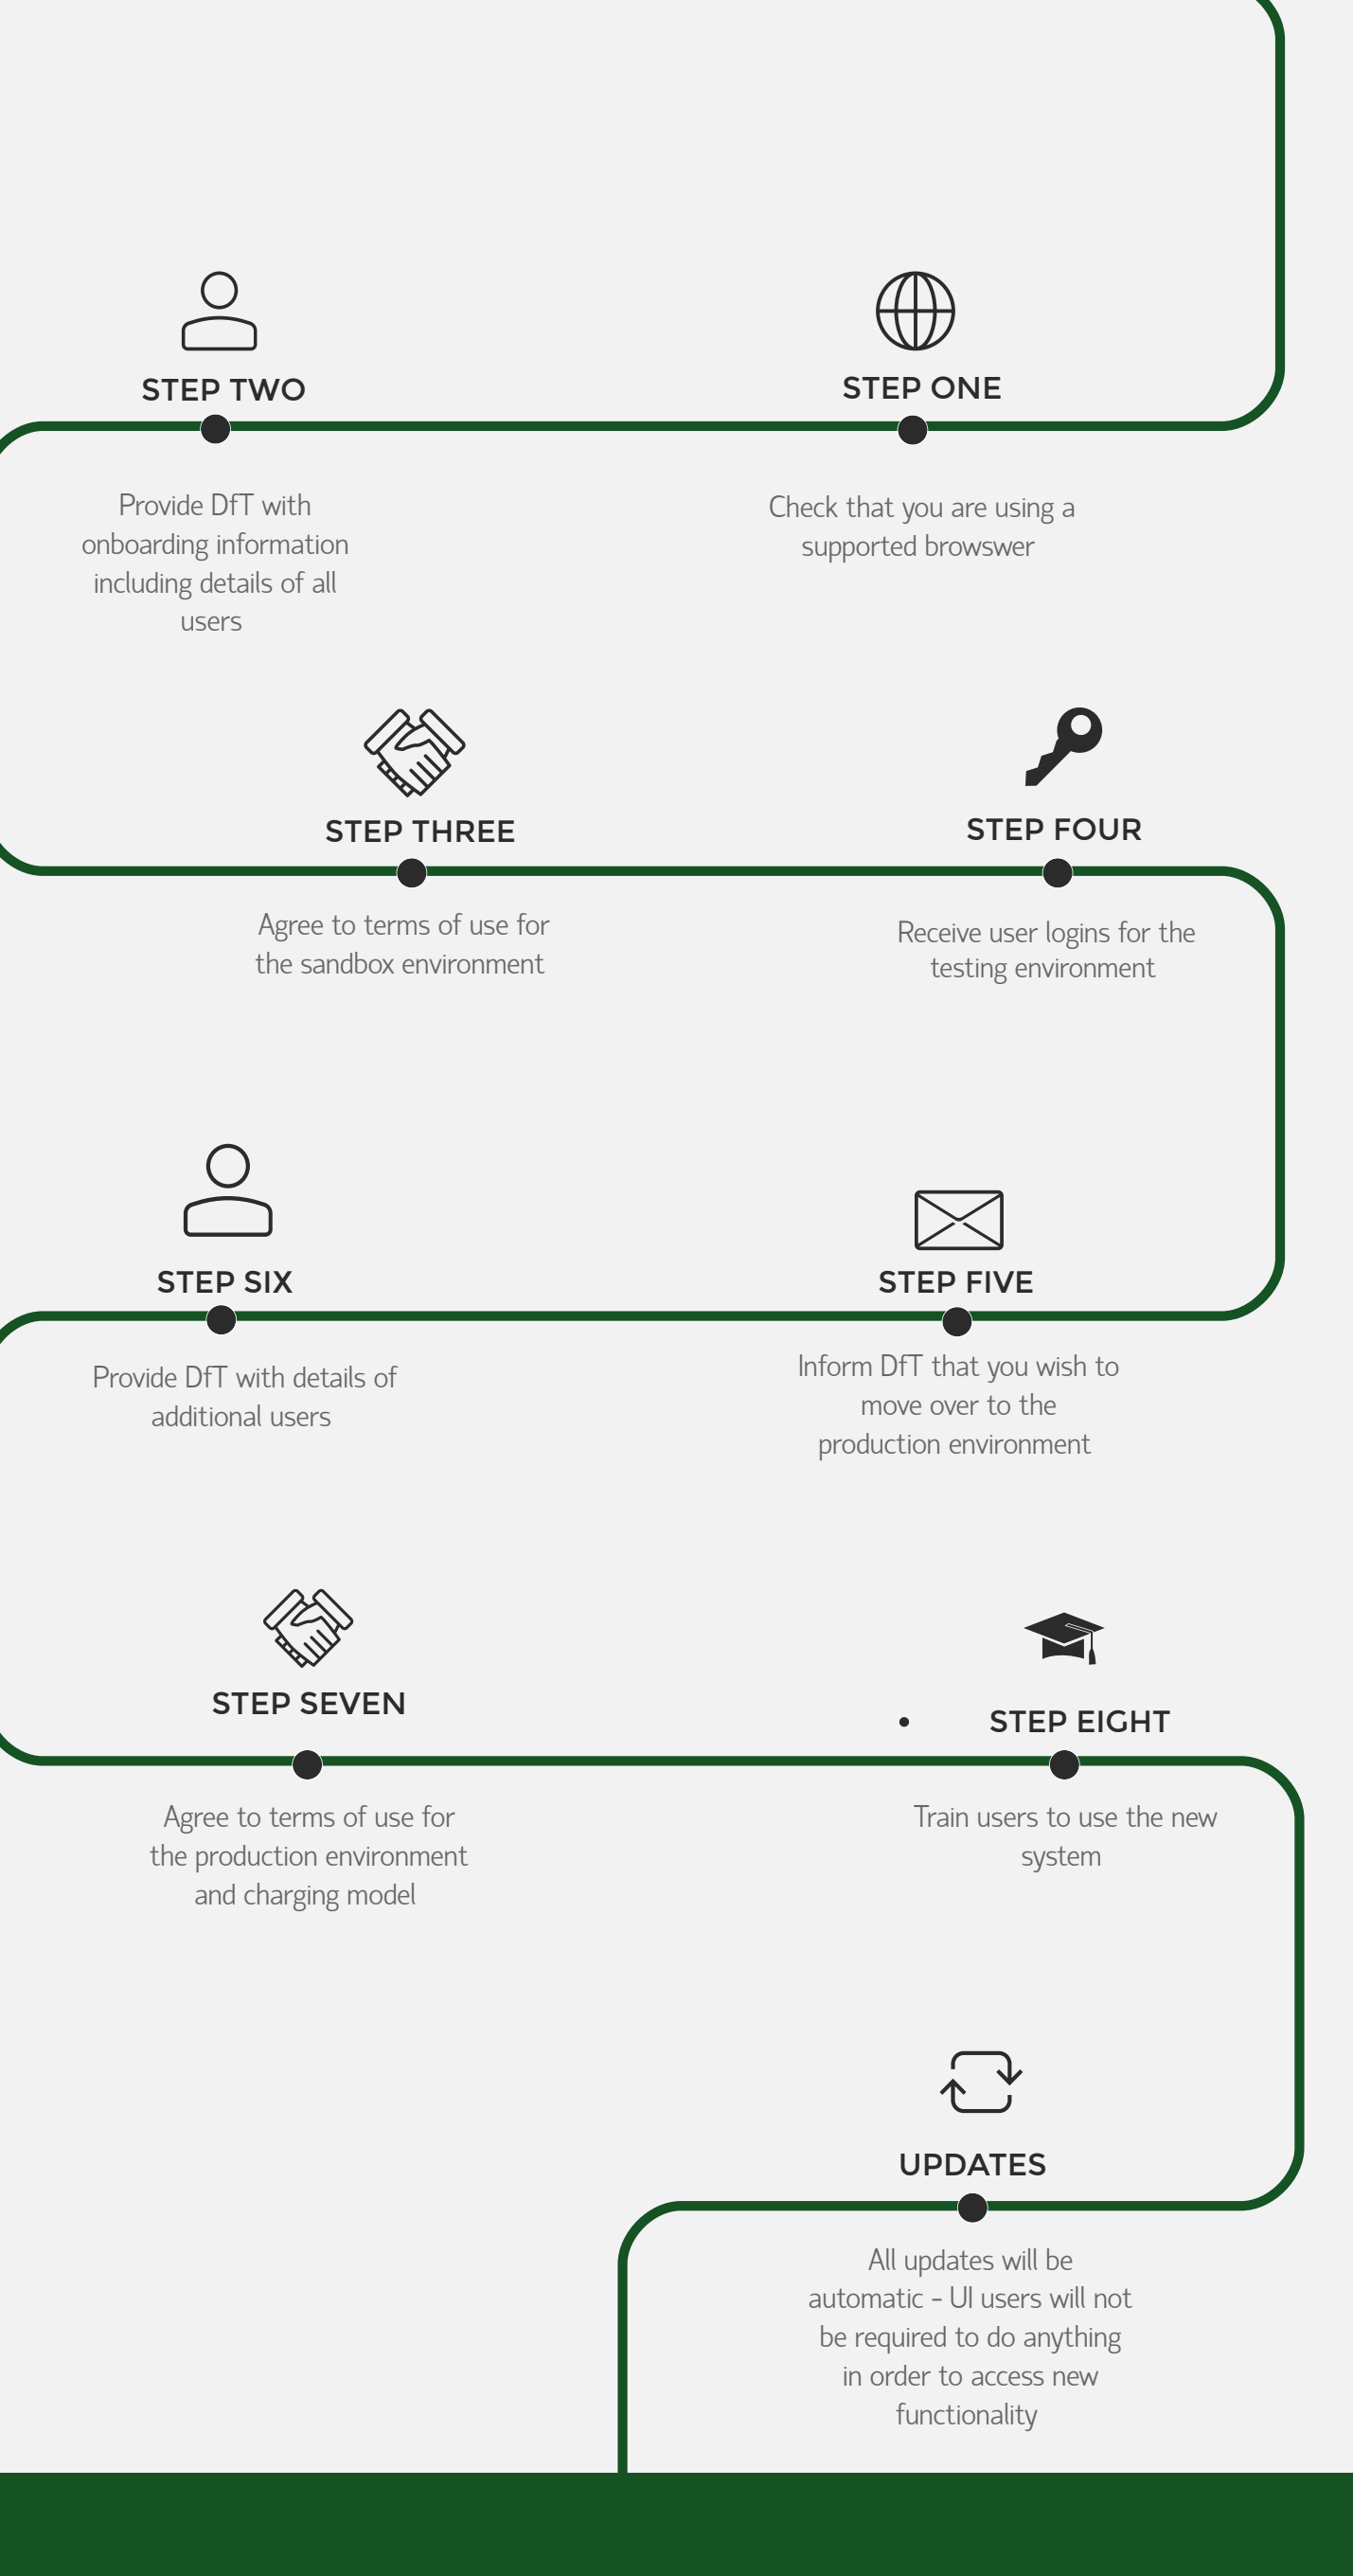 STEP ONE
Check that you are using a
supported browswer
STEP TWO
Provide DfT with
onboarding information
including details of all
users
STEP THREE
Agree to terms of use for
the sandbox environment
STEP FOUR
Receive user logins for the
testing environment
STEP FIVE
Inform DfT that you wish to
move over to the
production environment
STEP SIX
Provide DfT with details of
additional users
STEP SEVEN
Agree to terms of use for
the production environment
and charging model
• STEP EIGHT
Train users to use the new
system
UPDATES
All updates will be
automatic - UI users will not
be required to do anything
in order to access new
functionality